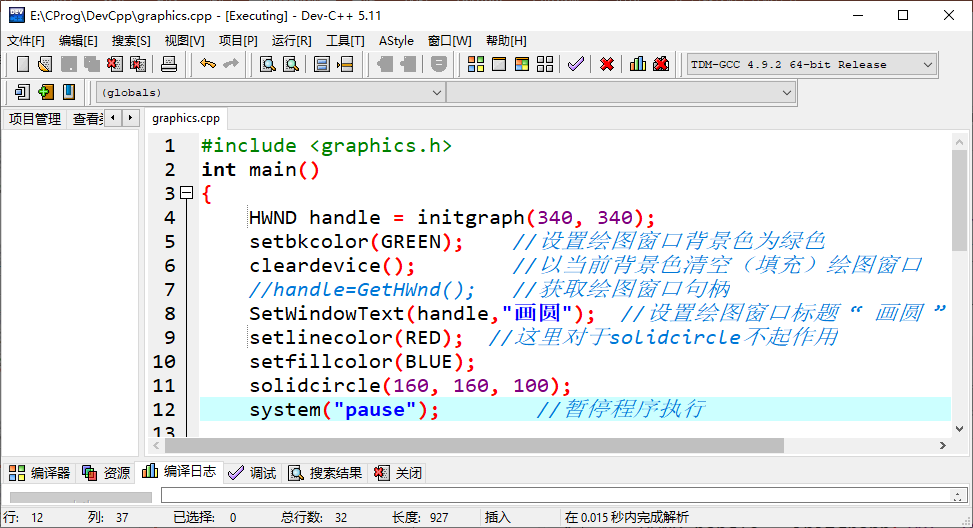 E:\CProg\DevCpp\graphics.cpp - [Executing] - Dev-C++ 5.11
文件[F] 编辑[E] 搜索[S] 视图[V] 项目[P] 运行[R] 工具[T] AStyle 窗口[W] 帮助[H]
TDM-GCC 4.9.2 64-bit Release
(globals)
项目管理 查看 graphics.cpp
1 #include <graphics.h>
2 int main()
3 {
4 HWND handle = initgraph(340, 340);
5 setbkcolor(GREEN); //设置绘图窗口背景色为绿色
6 cleardevice(); //以当前背景色清空（填充）绘图窗口
7 //handle=GetHWnd(); //获取绘图窗口句柄
8 SetWindowText(handle,"画圆"); //设置绘图窗口标题“ 画圆 ”
9 setlinecolor(RED); //这里对于solidcircle不起作用
10 setfillcolor(BLUE);
11 solidcircle(160, 160, 100);
12 system("pause"); //暂停程序执行
13
编译器 资源 编译日志 调试 搜索结果 关闭
行: 12 列: 37 已选择: 0 总行数: 32 长度: 927 插入 在 0.015 秒内完成解析